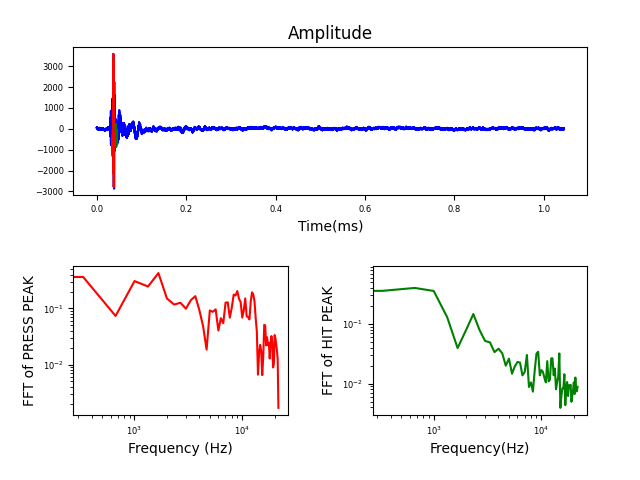 Amplitude
3000
2000
1000
0
−1000
−2000
−3000
0.0 0.2 0.4 0.6 0.8 1.0
Time(ms)
FFT of PRESS PEAK
10⁻¹
10⁻²
10³ 10⁴
Frequency (Hz)
FFT of HIT PEAK
10⁻¹
10⁻²
10³ 10⁴
Frequency(Hz)